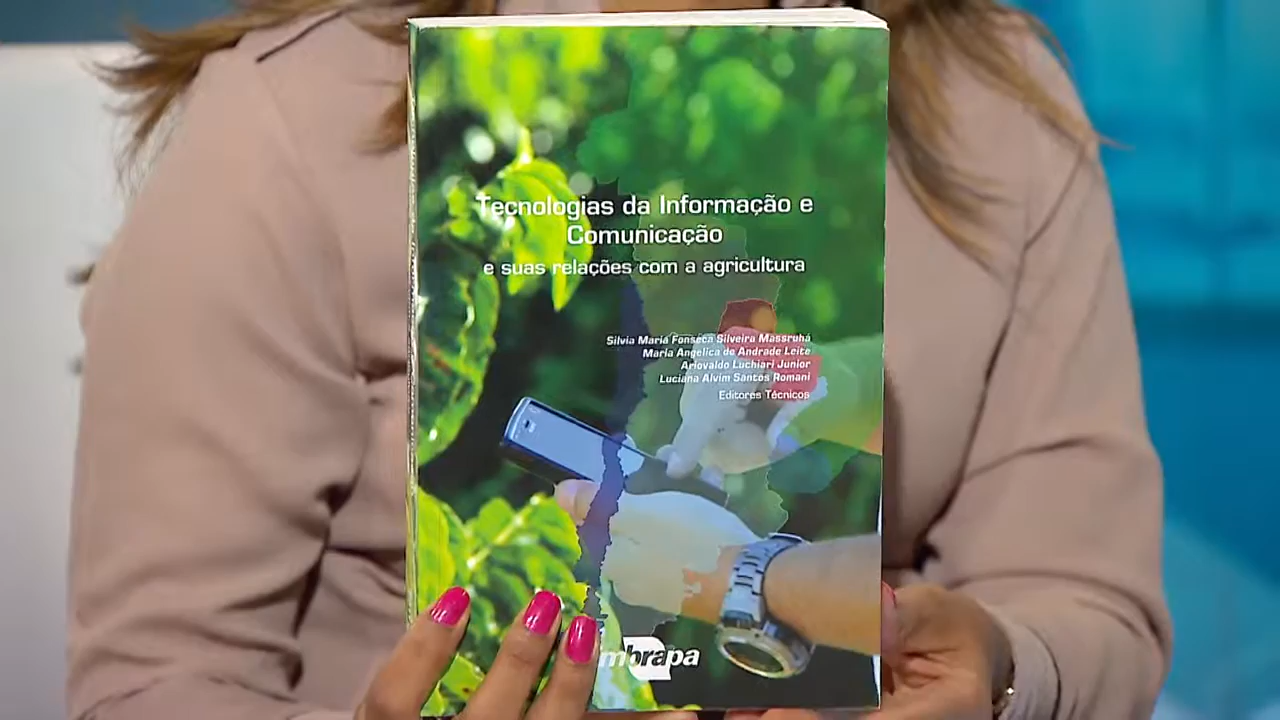 Tecnologias da Informação e
Comunicação
e suas relações com a agricultura
Silvia Maria Fonseca Silveira Massruhá
Maria Angelica de Andrade Leite
Ariovaldo Luchiari Junior
Luciana Alvim Santos Romani
Editores Técnicos
mbrapa